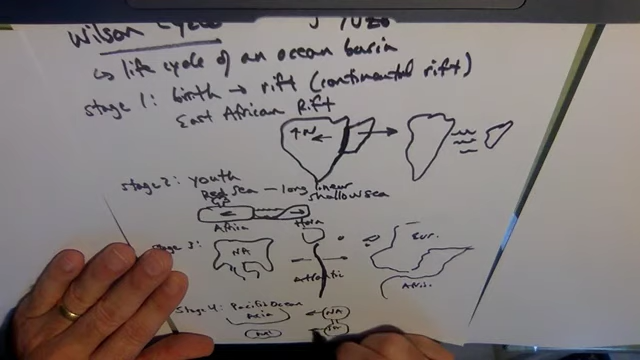 Wilson Cycle
↳ life cycle of an ocean basin
stage 1: birth → rift (continental rift)
East African Rift
↑N
stage 2: youth
Red Sea — long linear
shallow sea
Africa
stage 3:
NA
Eur.
Atlantic
Afri.
Stage 4: Pacific Ocean
Asia
NA
SA